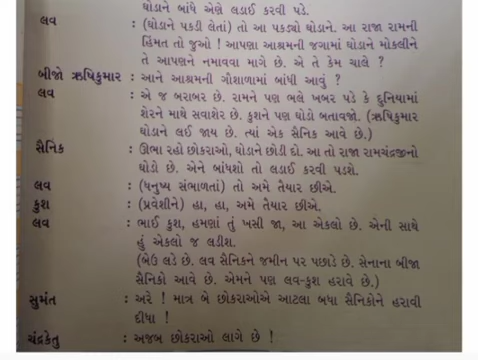 ઘોડાને બાંધે એણે લડાઈ કરવી પડે.
લવ : (ઘોડાને પકડી લેતાં) તો આ પકડ્યો ઘોડાને. આ રાજા રામની
હિંમત તો જુઓ ! આપણા આશ્રમની જગામાં ઘોડાને મોકલીને
તે આપણને નમાવવા માગે છે. એ તે કેમ ચાલે ?
બીજો ઋષિકુમાર : આને આશ્રમની ગૌશાળામાં બાંધી આવું ?
લવ : એ જ બરાબર છે. રામને પણ ભલે ખબર પડે કે દુનિયામાં
શેરને માથે સવાશેર છે. કુશને પણ ઘોડો બતાવજો. (ઋષિકુમાર
ઘોડાને લઈ જાય છે. ત્યાં એક સૈનિક આવે છે.)
સૈનિક : ઊભા રહો છોકરાઓ, ઘોડાને છોડી દો. આ તો રાજા રામચંદ્રજીનો
ઘોડો છે. એને બાંધશો તો લડાઈ કરવી પડશે.
લવ : (ધનુષ્ય સંભાળતાં) તો અમે તૈયાર છીએ.
કુશ : (પ્રવેશીને) હા, હા, અમે તૈયાર છીએ.
લવ : ભાઈ કુશ, હમણાં તું ખસી જા, આ એકલો છે. એની સાથે
હું એકલો જ લડીશ.
(બેઉ લડે છે. લવ સૈનિકને જમીન પર પછાડે છે. સેનાના બીજા
સૈનિકો આવે છે. એમને પણ લવ-કુશ હરાવે છે.)
સુમંત : અરે ! માત્ર બે છોકરાઓએ આટલા બધા સૈનિકોને હરાવી
દીધા !
ચંદ્રકેતુ : અજબ છોકરાઓ લાગે છે !